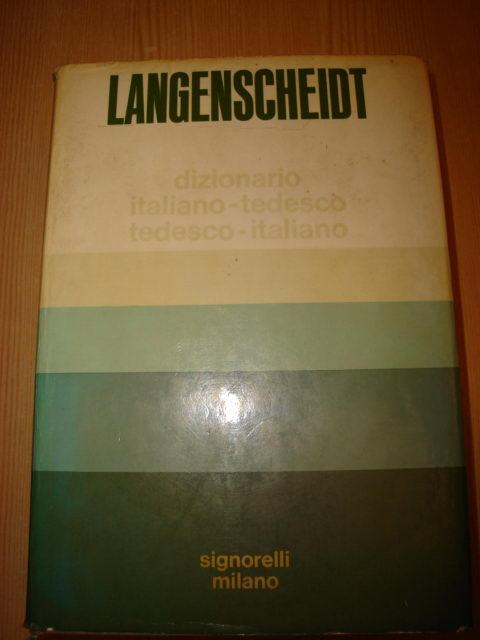 LANGENSCHEIDT
dizionario
italiano-tedesco
tedesco-italiano
signorelli
milano